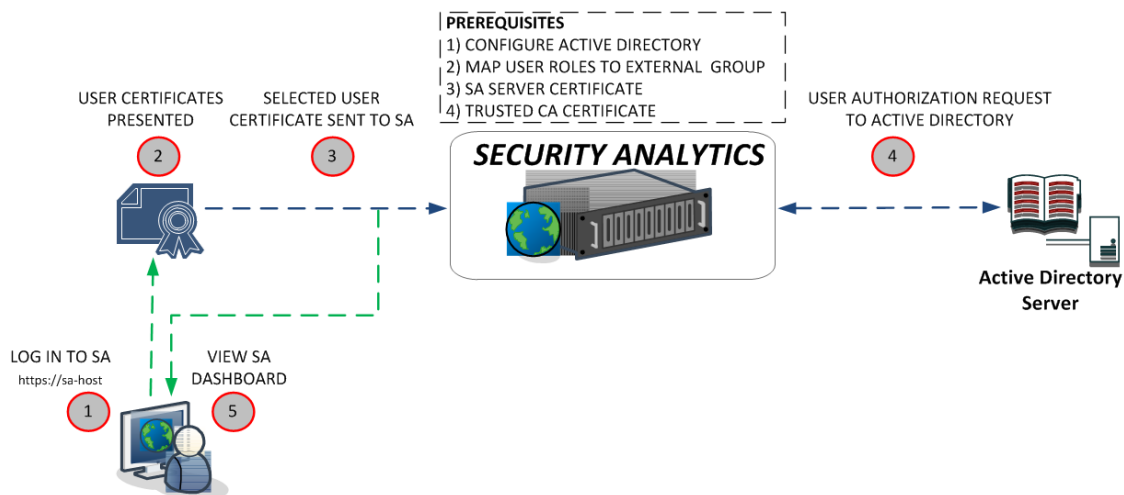 PREREQUISITES
1) CONFIGURE ACTIVE DIRECTORY
2) MAP USER ROLES TO EXTERNAL GROUP
3) SA SERVER CERTIFICATE
4) TRUSTED CA CERTIFICATE
USER CERTIFICATES
PRESENTED
2
SELECTED USER
CERTIFICATE SENT TO SA
3
SECURITY ANALYTICS
USER AUTHORIZATION REQUEST
TO ACTIVE DIRECTORY
4
Active Directory
Server
LOG IN TO SA
https://sa-host
1
VIEW SA
DASHBOARD
5